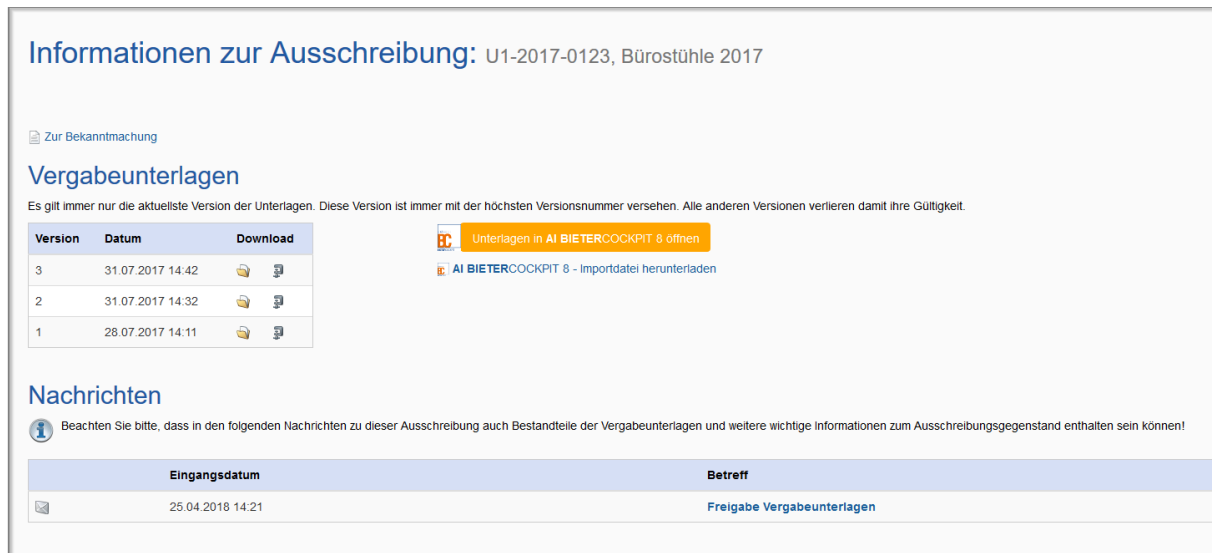 Informationen zur Ausschreibung: U1-2017-0123, Bürostühle 2017
Zur Bekanntmachung
Vergabeunterlagen
Es gilt immer nur die aktuellste Version der Unterlagen. Diese Version ist immer mit der höchsten Versionsnummer versehen. Alle anderen Versionen verlieren damit ihre Gültigkeit.
Version Datum Download
3 31.07.2017 14:42
2 31.07.2017 14:32
1 28.07.2017 14:11
BC Unterlagen in AI BIETERCOCKPIT 8 öffnen
AI BIETERCOCKPIT 8 - Importdatei herunterladen
Nachrichten
Beachten Sie bitte, dass in den folgenden Nachrichten zu dieser Ausschreibung auch Bestandteile der Vergabeunterlagen und weitere wichtige Informationen zum Ausschreibungsgegenstand enthalten sein können!
Eingangsdatum Betreff
25.04.2018 14:21 Freigabe Vergabeunterlagen